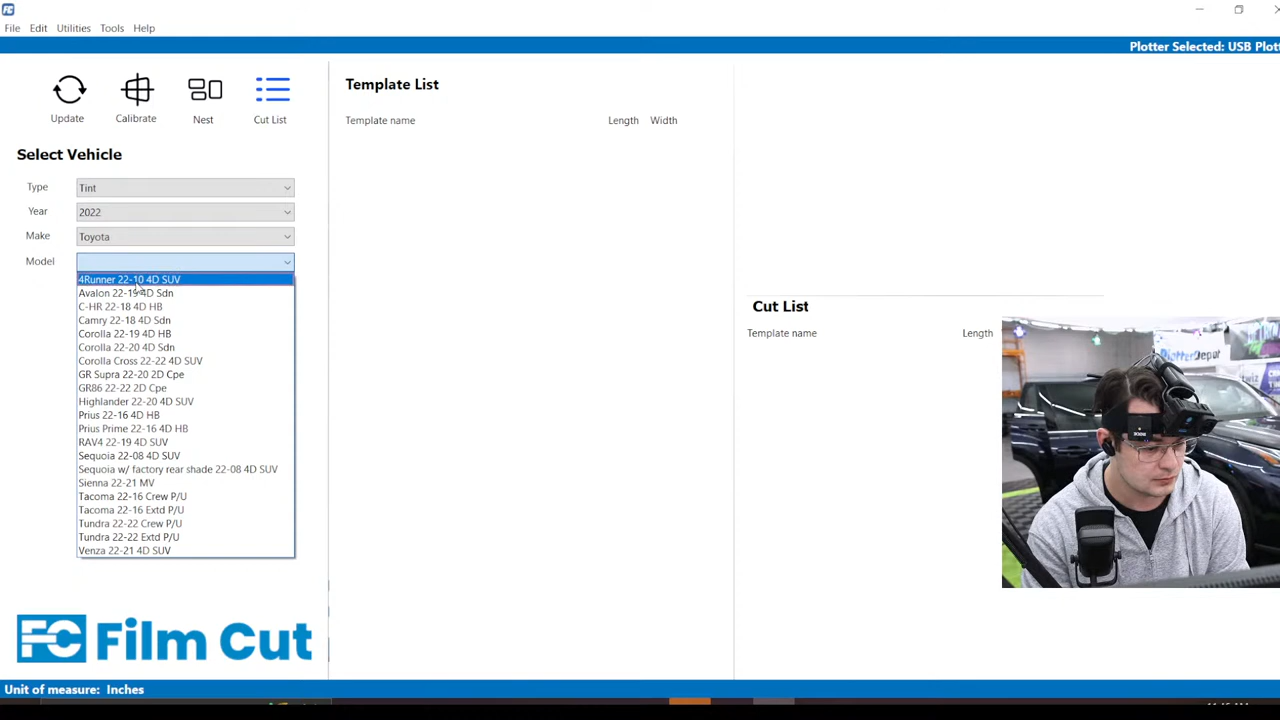 FC
File Edit Utilities Tools Help
Plotter Selected: USB Plott
Update Calibrate Nest Cut List
Select Vehicle
Type Tint
Year 2022
Make Toyota
Model
4Runner 22-10 4D SUV
Avalon 22-19 4D Sdn
C-HR 22-18 4D HB
Camry 22-18 4D Sdn
Corolla 22-19 4D HB
Corolla 22-20 4D Sdn
Corolla Cross 22-22 4D SUV
GR Supra 22-20 2D Cpe
GR86 22-22 2D Cpe
Highlander 22-20 4D SUV
Prius 22-16 4D HB
Prius Prime 22-16 4D HB
RAV4 22-19 4D SUV
Sequoia 22-08 4D SUV
Sequoia w/ factory rear shade 22-08 4D SUV
Sienna 22-21 MV
Tacoma 22-16 Crew P/U
Tacoma 22-16 Extd P/U
Tundra 22-22 Crew P/U
Tundra 22-22 Extd P/U
Venza 22-21 4D SUV
FC Film Cut
Unit of measure: Inches
Template List
Template name Length Width
Cut List
Template name Length
PlotterDepot